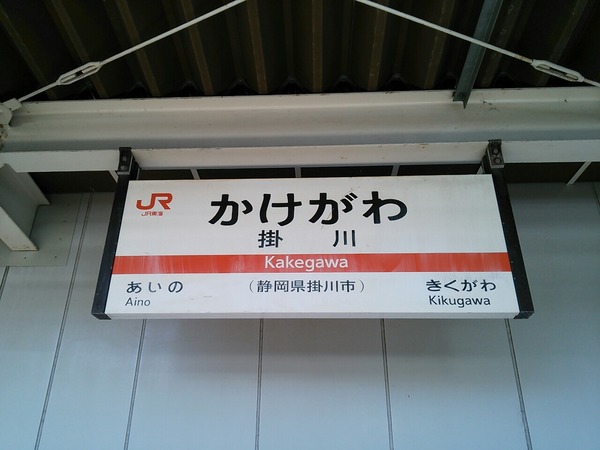 JR
JR東海
かけがわ
掛川
Kakegawa
あいの
Aino
（静岡県掛川市）
きくがわ
Kikugawa